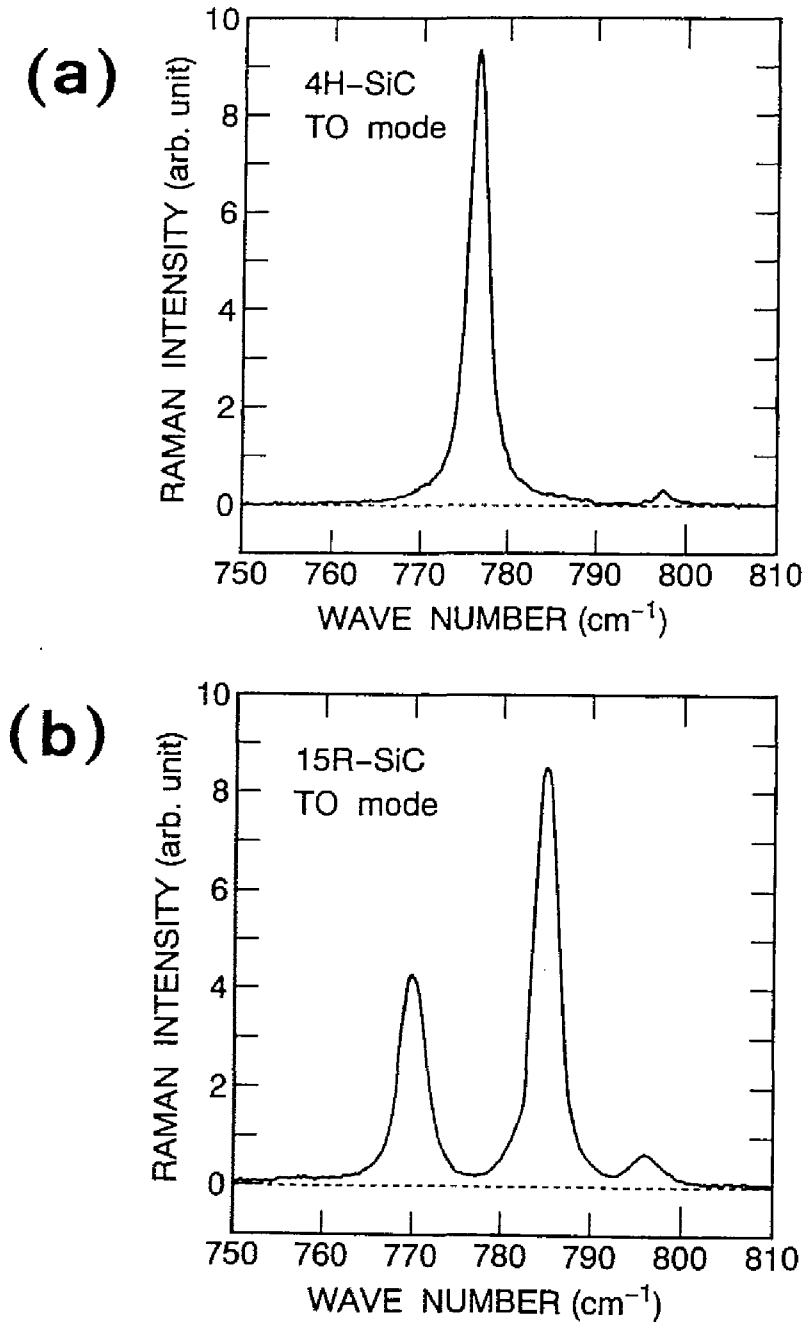 (a)
4H-SiC
TO mode
RAMAN INTENSITY (arb. unit)
10
8
6
4
2
0
750 760 770 780 790 800 810
WAVE NUMBER (cm⁻¹)
(b)
15R-SiC
TO mode
RAMAN INTENSITY (arb. unit)
10
8
6
4
2
0
750 760 770 780 790 800 810
WAVE NUMBER (cm⁻¹)